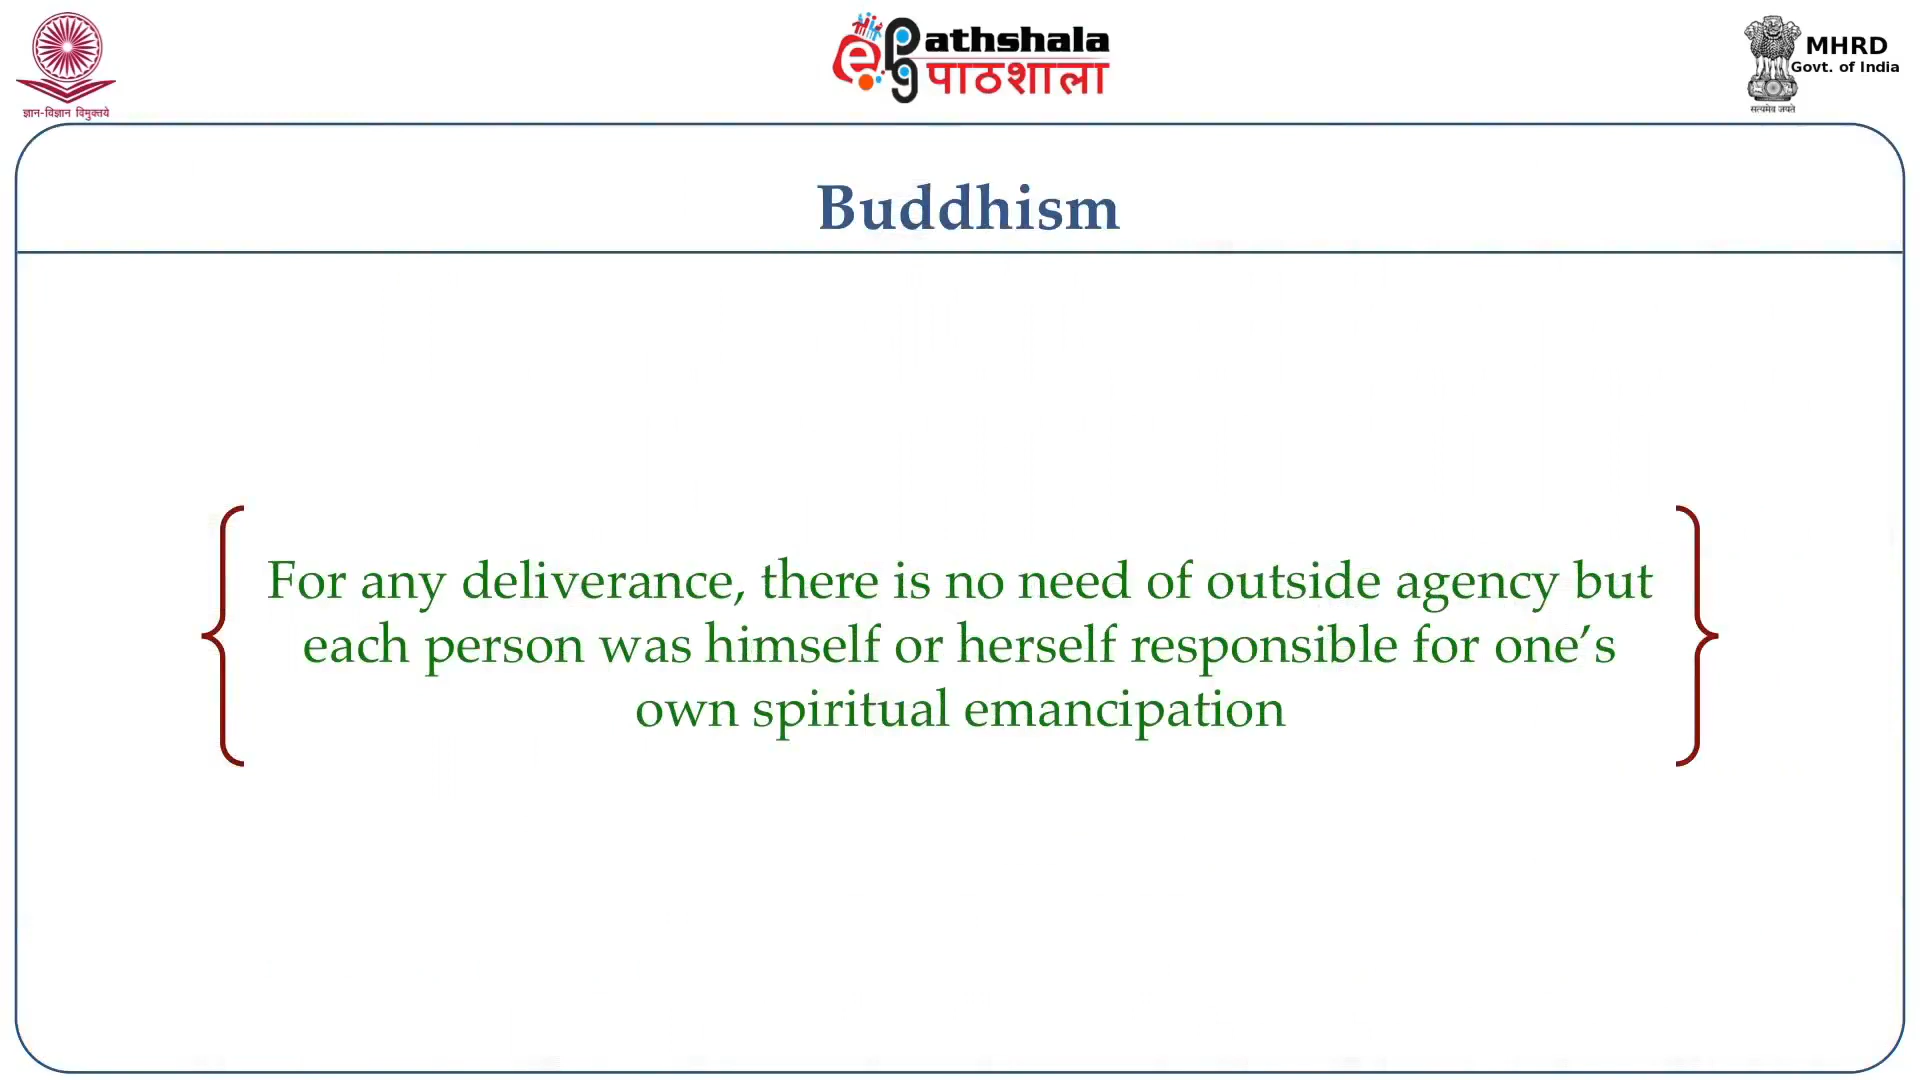 ज्ञान-विज्ञान विमुक्तये
e PG athshala
पाठशाला
MHRD
Govt. of India
सत्यमेव जयते
Buddhism
For any deliverance, there is no need of outside agency but
each person was himself or herself responsible for one’s
own spiritual emancipation